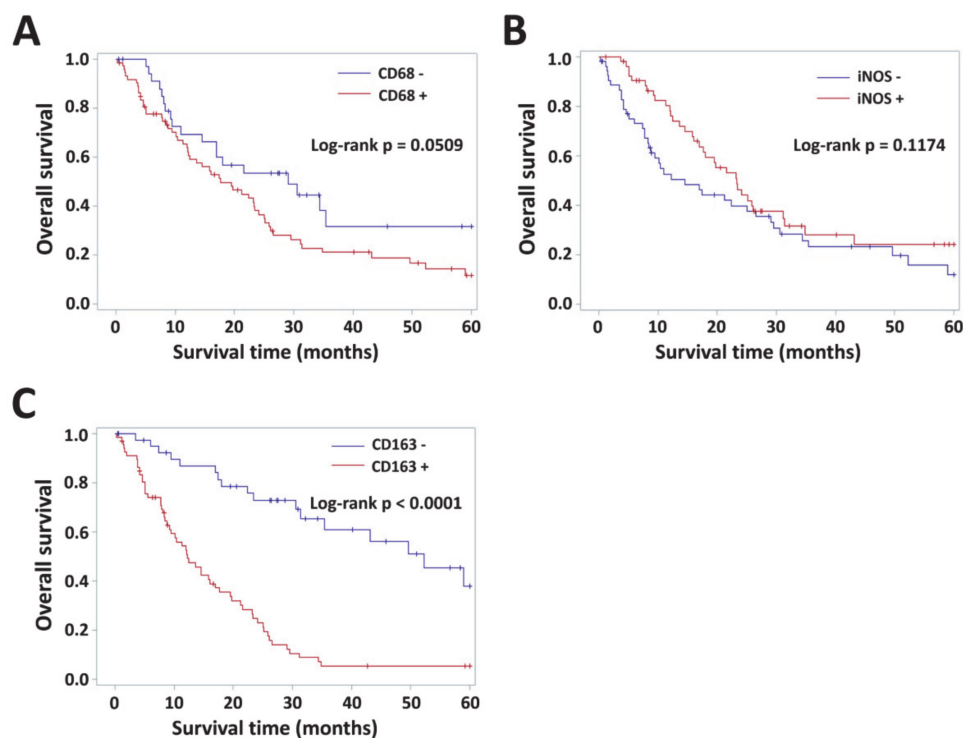 A
1.0
0.8
0.6
0.4
0.2
0.0
Overall survival
CD68 -
CD68 +
Log-rank p = 0.0509
0 10 20 30 40 50 60
Survival time (months)
B
1.0
0.8
0.6
0.4
0.2
0.0
Overall survival
iNOS -
iNOS +
Log-rank p = 0.1174
0 10 20 30 40 50 60
Survival time (months)
C
1.0
0.8
0.6
0.4
0.2
0.0
Overall survival
CD163 -
CD163 +
Log-rank p < 0.0001
0 10 20 30 40 50 60
Survival time (months)